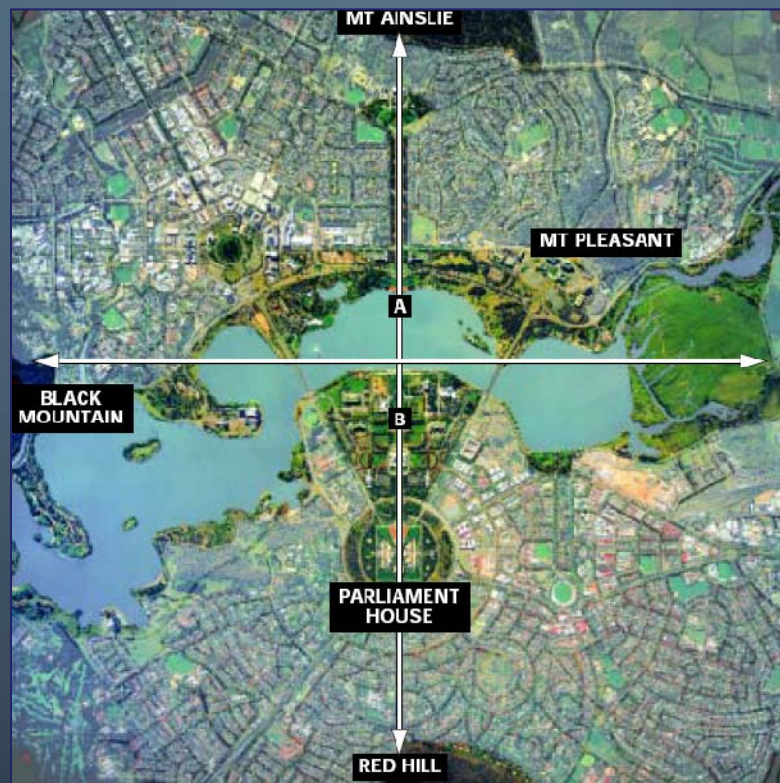 MT AINSLIE
MT PLEASANT
A
BLACK
MOUNTAIN
B
PARLIAMENT
HOUSE
RED HILL